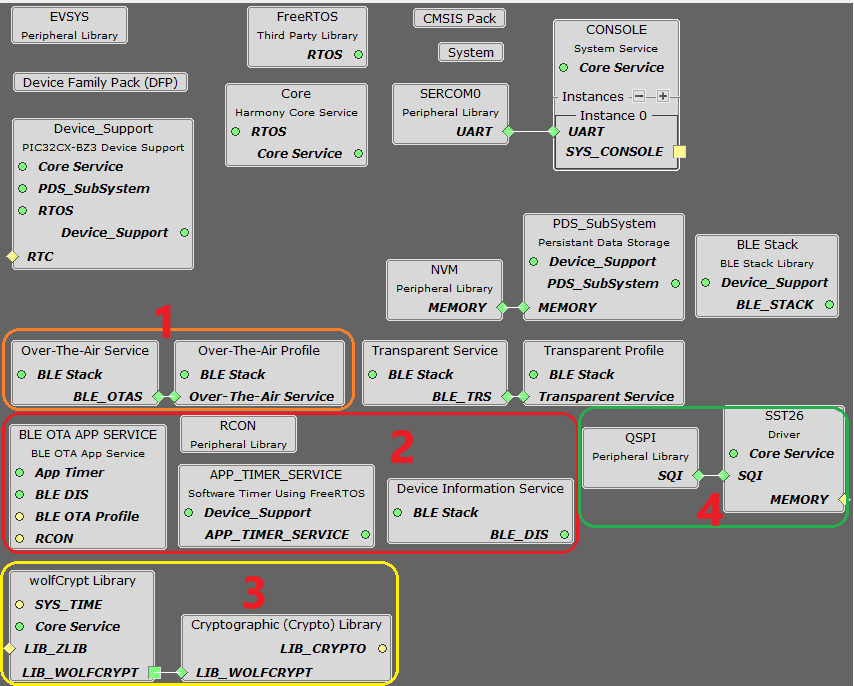 EVSYS
Peripheral Library
FreeRTOS
Third Party Library
RTOS
CMSIS Pack
System
CONSOLE
System Service
Core Service
Instances
Instance 0
UART
SYS_CONSOLE
Device Family Pack (DFP)
Core
Harmony Core Service
RTOS
Core Service
SERCOM0
Peripheral Library
UART
Device_Support
PIC32CX-BZ3 Device Support
Core Service
PDS_SubSystem
RTOS
Device_Support
RTC
PDS_SubSystem
Persistant Data Storage
Device_Support
PDS_SubSystem
MEMORY
BLE Stack
BLE Stack Library
Device_Support
BLE_STACK
NVM
Peripheral Library
MEMORY
1
Over-The-Air Service
BLE Stack
BLE_OTAS
Over-The-Air Profile
BLE Stack
Over-The-Air Service
Transparent Service
BLE Stack
BLE_TRS
Transparent Profile
BLE Stack
Transparent Service
2
BLE OTA APP SERVICE
BLE OTA App Service
App Timer
BLE DIS
BLE OTA Profile
RCON
RCON
Peripheral Library
APP_TIMER_SERVICE
Software Timer Using FreeRTOS
Device_Support
APP_TIMER_SERVICE
Device Information Service
BLE Stack
BLE_DIS
QSPI
Peripheral Library
SQI
SST26
Driver
Core Service
SQI
MEMORY
4
3
wolfCrypt Library
SYS_TIME
Core Service
LIB_ZLIB
LIB_WOLFCRYPT
Cryptographic (Crypto) Library
LIB_CRYPTO
LIB_WOLFCRYPT